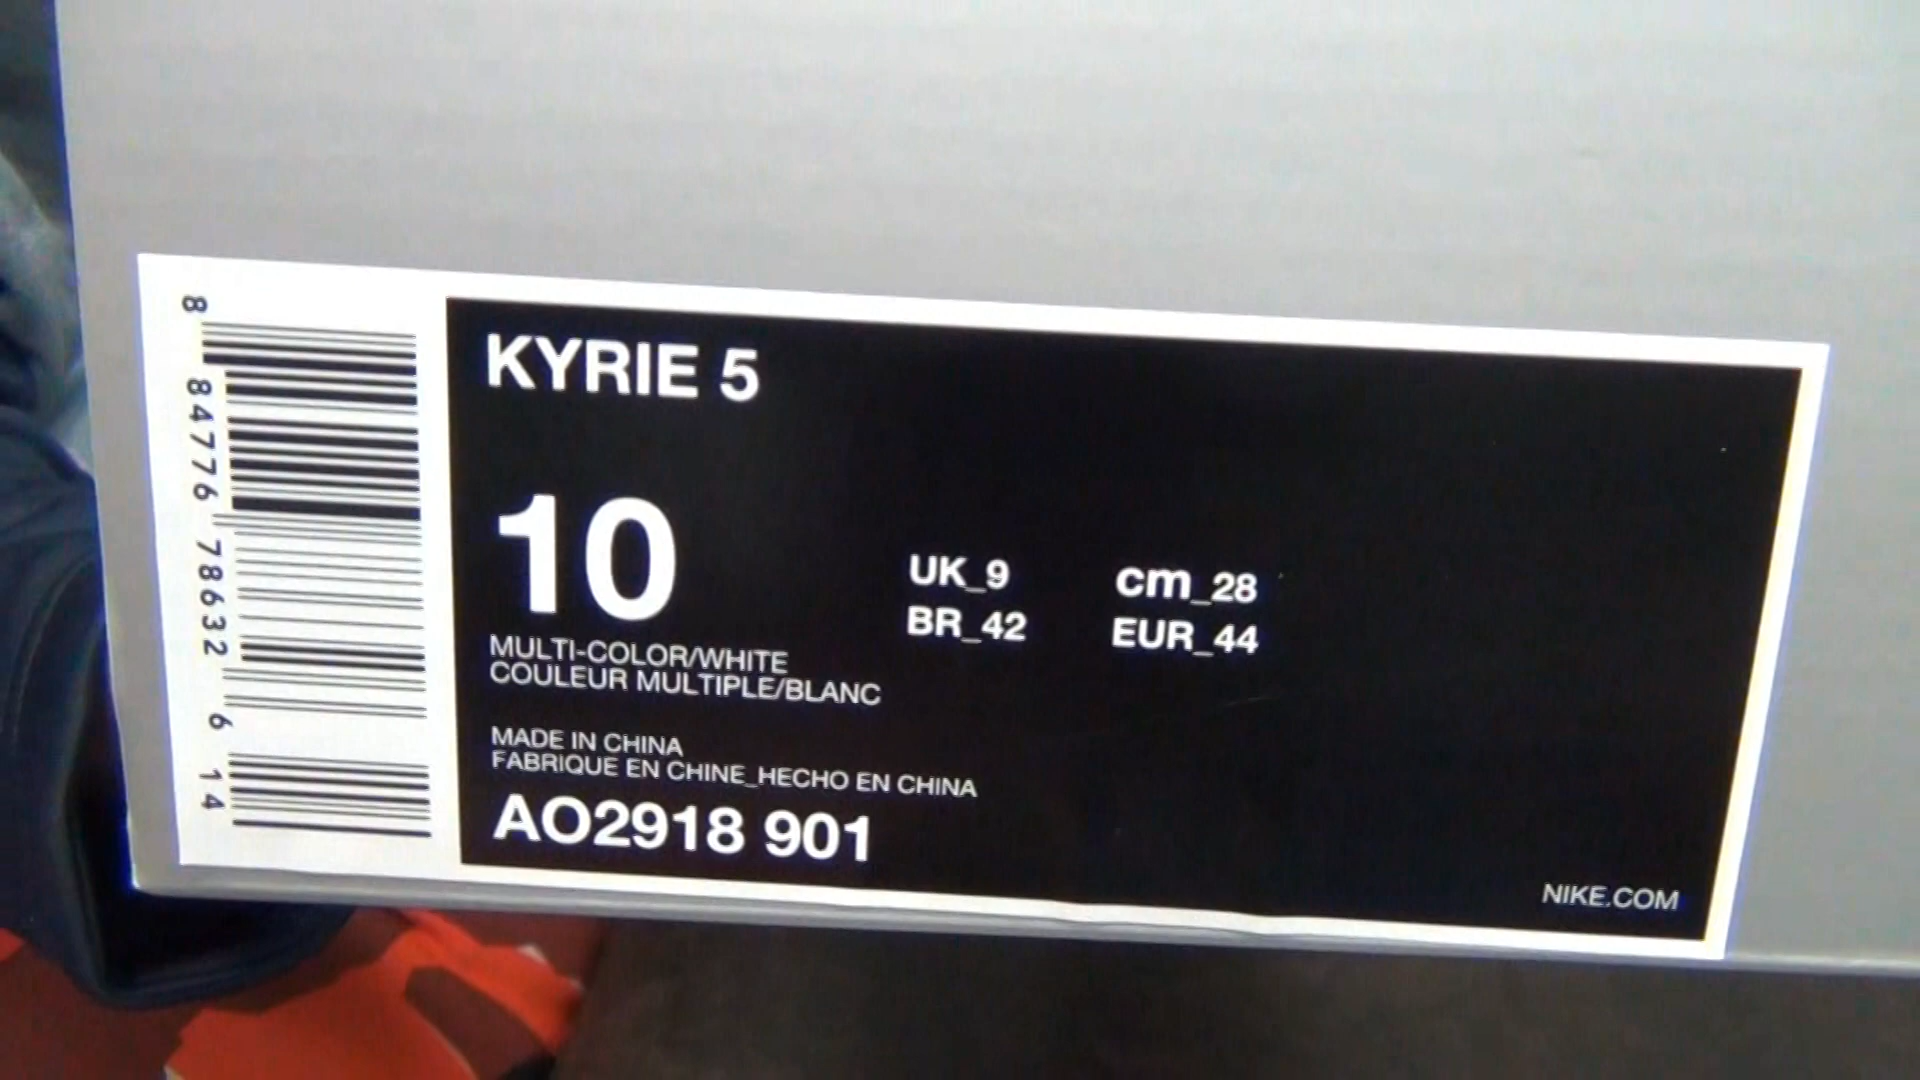 8 84776 78632 6 14
KYRIE 5
10
UK_9 cm_28
BR_42 EUR_44
MULTI-COLOR/WHITE
COULEUR MULTIPLE/BLANC
MADE IN CHINA
FABRIQUE EN CHINE_HECHO EN CHINA
AO2918 901
NIKE.COM